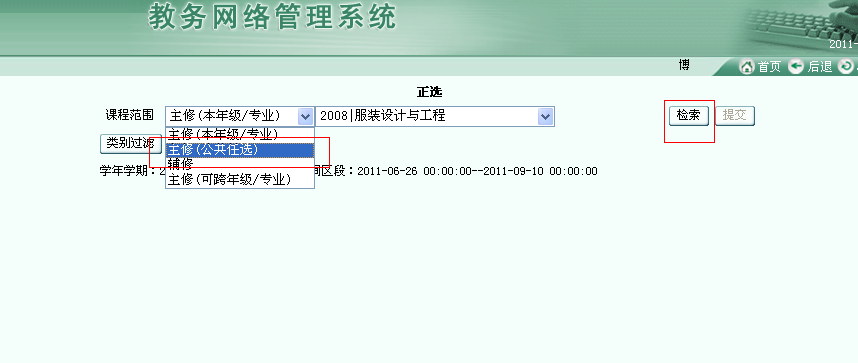 教务网络管理系统
2011-
博 首页 后退
正选
课程范围 主修(本年级/专业) 2008|服装设计与工程 检索 提交
主修(本年级/专业)
类别过滤 主修(公共任选)
辅修
学年学期：2 间区段：2011-06-26 00:00:00--2011-09-10 00:00:00
主修(可跨年级/专业)